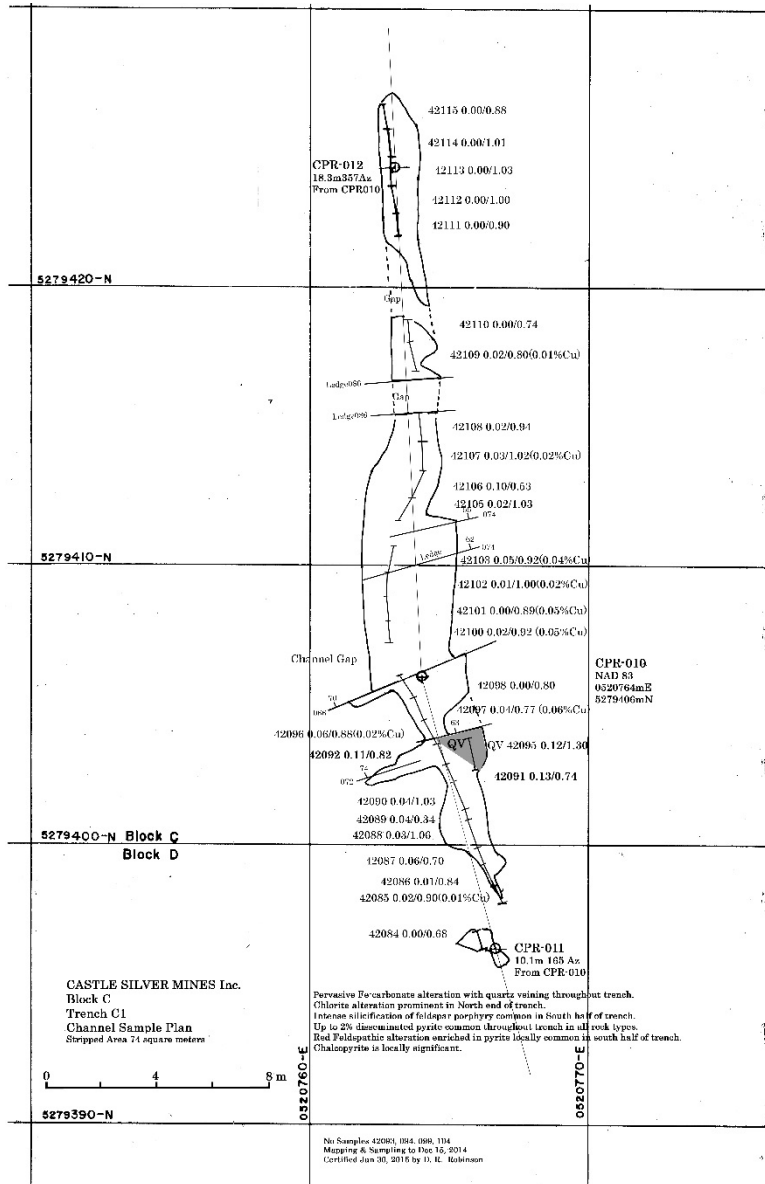 42115 0.00/0.88
42114 0.00/1.01
CPR-012
18.3m357Az
From CPR010
42113 0.00/1.03
42112 0.00/1.00
42111 0.00/0.90
5279420-N
Gap
42110 0.00/0.74
42109 0.02/0.80(0.01%Cu)
Ledge086
Gap
Ledge086
42108 0.02/0.94
42107 0.03/1.02(0.02%Cu)
42106 0.10/0.53
42105 0.02/1.03
074
62
074
5279410-N
Ledge
42103 0.05/0.92(0.04%Cu)
42102 0.01/1.00(0.02%Cu)
42101 0.00/0.89(0.05%Cu)
42100 0.02/0.92 (0.05%Cu)
Channel Gap
CPR-010
NAD 83
0520764mE
5279406mN
42098 0.00/0.80
70
068
42097 0.04/0.77 (0.06%Cu)
63
42096 0.06/0.88(0.02%Cu)
QV
QV 42095 0.12/1.30
42092 0.11/0.82
74
072
42091 0.13/0.74
42090 0.04/1.03
42089 0.04/0.34
42088 0.03/1.06
5279400-N Block C
Block D
42087 0.06/0.70
42086 0.01/0.84
42085 0.02/0.90(0.01%Cu)
42084 0.00/0.68
CPR-011
10.1m 165 Az
From CPR-010
CASTLE SILVER MINES Inc.
Block C
Trench C1
Channel Sample Plan
Stripped Area 74 square meters
Pervasive Fe-carbonate alteration with quartz veining throughout trench.
Chlorite alteration prominent in North end of trench.
Intense silicification of feldspar porphyry common in South half of trench.
Up to 2% disseminated pyrite common throughout trench in all rock types.
Red Feldspathic alteration enriched in pyrite locally common in south half of trench.
Chalcopyrite is locally significant.
0 4 8 m
0520760-E
0520770-E
5279390-N
No Samples 42093, 094, 099, 104
Mapping & Sampling to Dec 15, 2014
Certified Jun 30, 2015 by D. R. Robinson